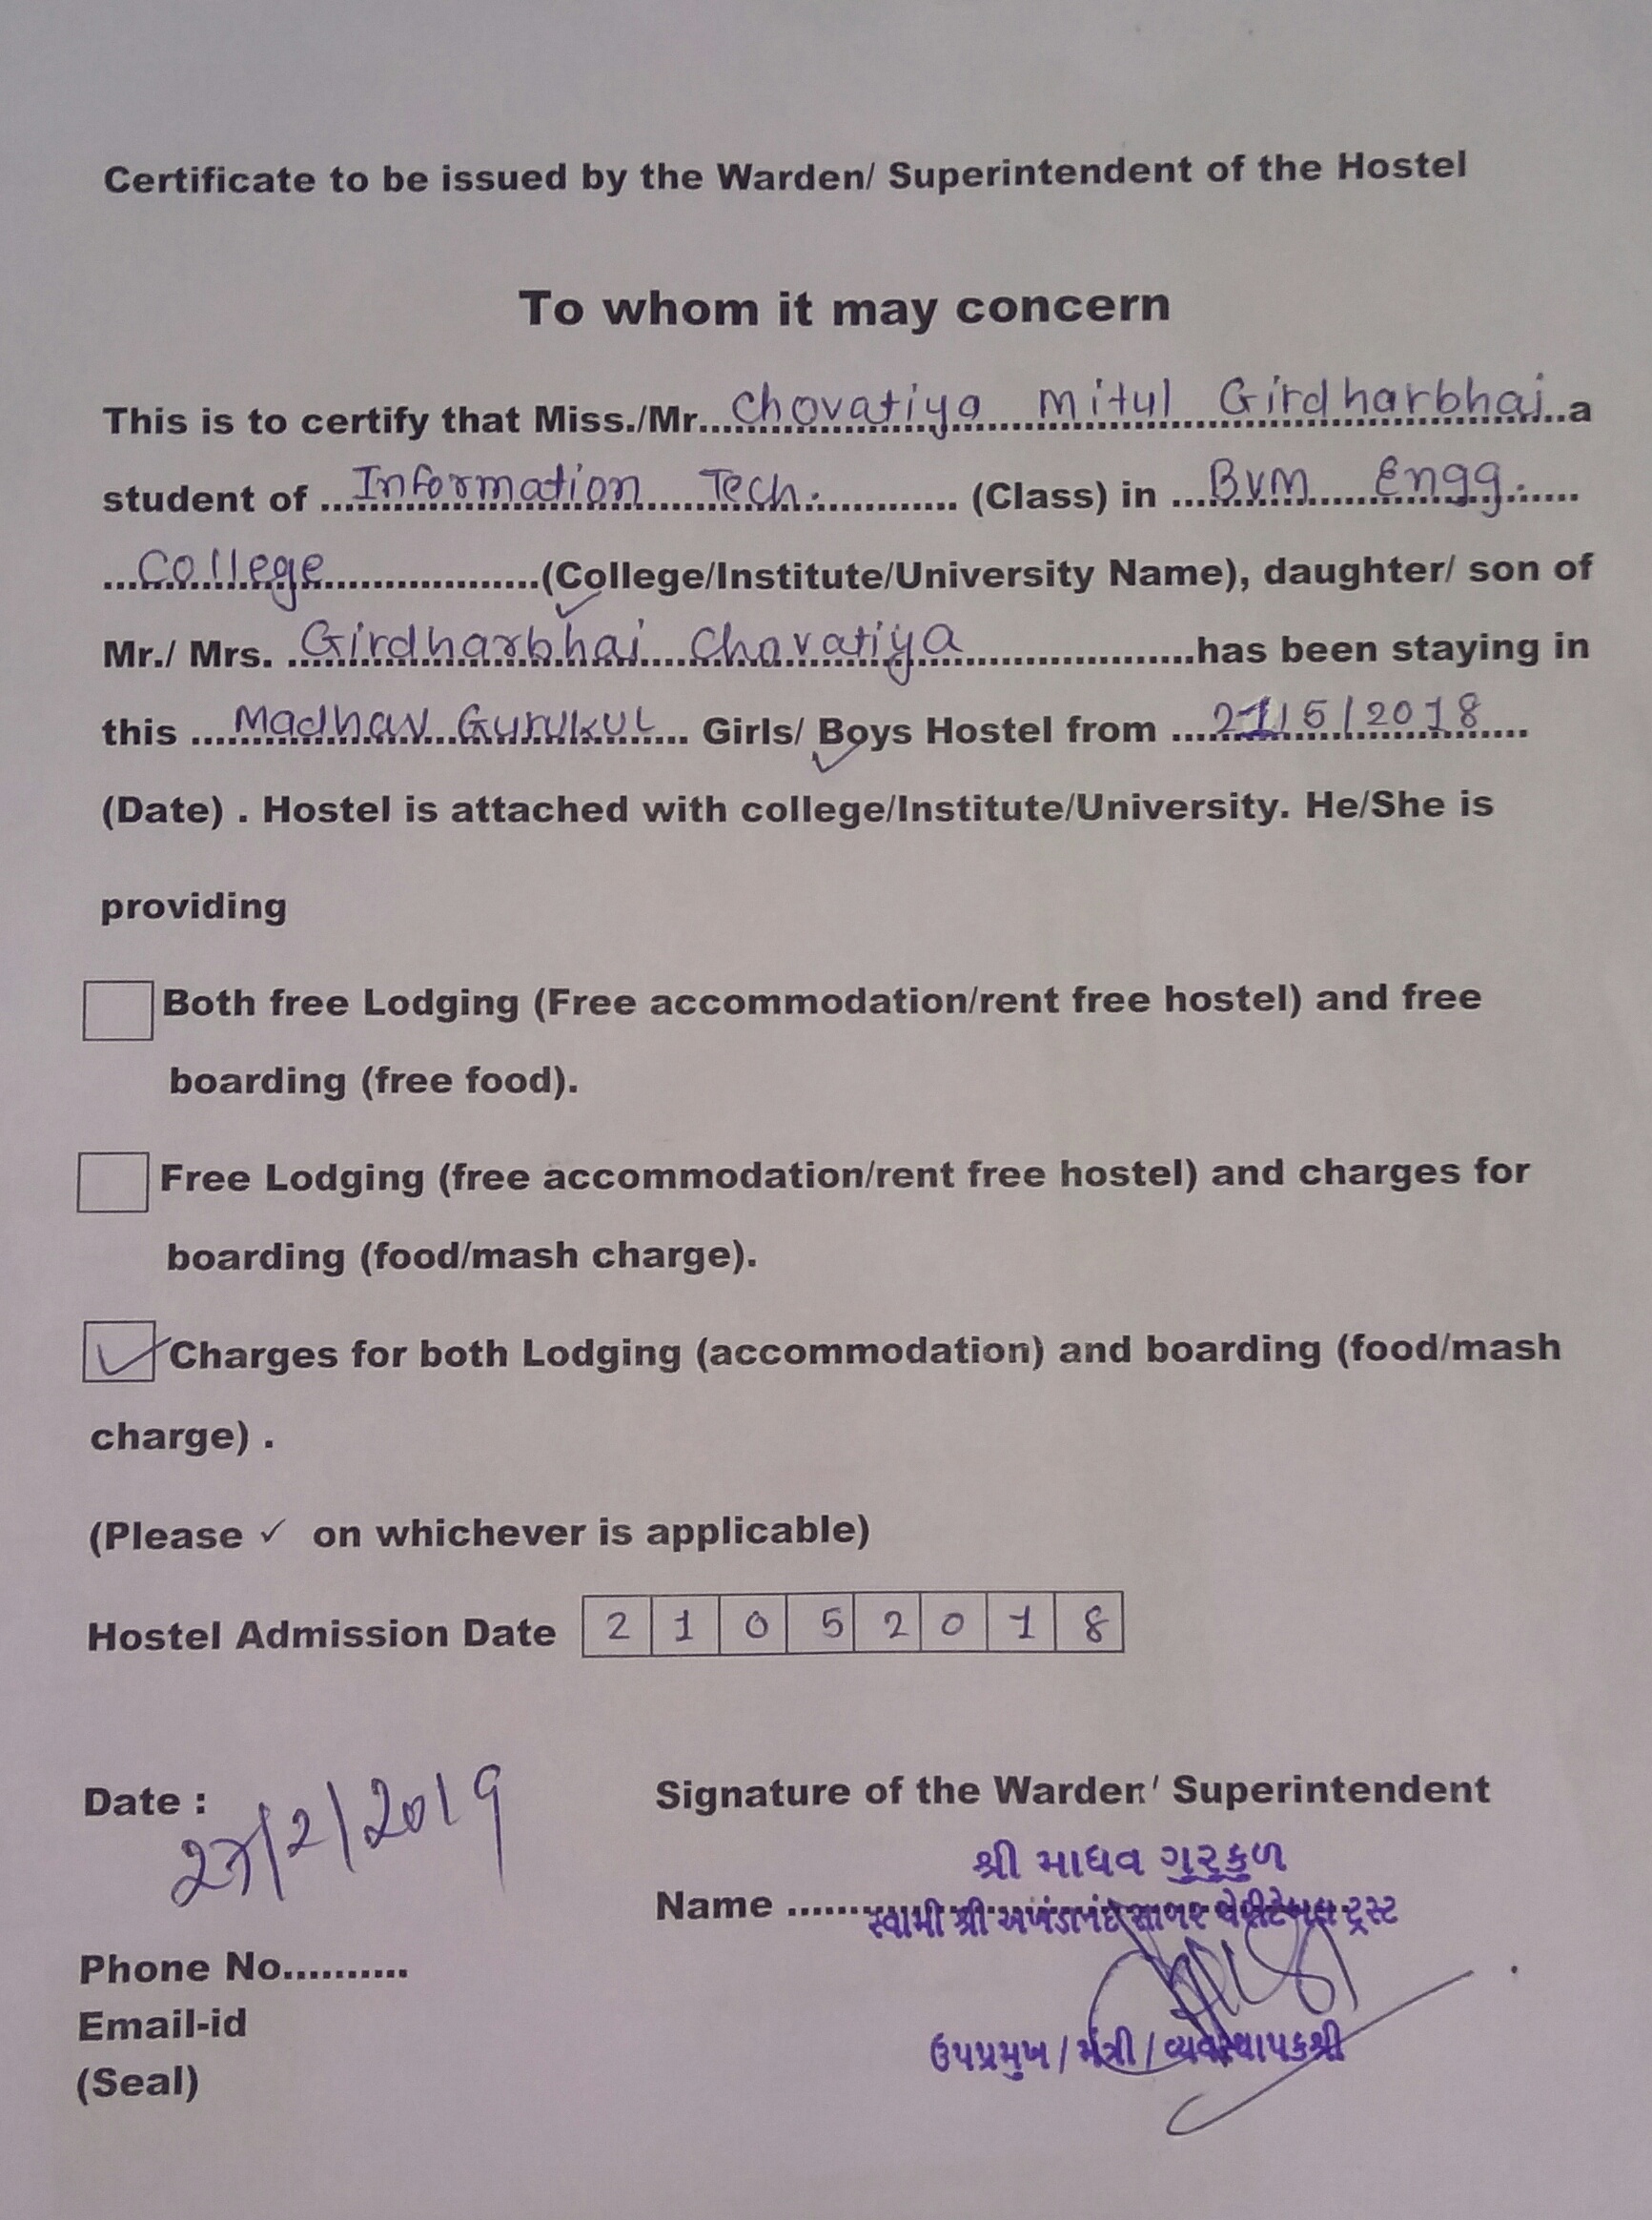 Certificate to be issued by the Warden/ Superintendent of the Hostel
To whom it may concern
This is to certify that Miss./Mr....Chovatiya Mitul Girdharbhai...a
student of ...Information Tech............. (Class) in ...BVM Engg.......
...College...................(College/Institute/University Name), daughter/ son of
Mr./ Mrs. ...Girdharbhai Chovatiya.....................has been staying in
this ...Madhav Gurukul... Girls/ Boys Hostel from ...21/5/2018....
(Date) . Hostel is attached with college/Institute/University. He/She is
providing
Both free Lodging (Free accommodation/rent free hostel) and free
boarding (free food).
Free Lodging (free accommodation/rent free hostel) and charges for
boarding (food/mash charge).
✓ Charges for both Lodging (accommodation) and boarding (food/mash
charge) .
(Please ✓ on whichever is applicable)
Hostel Admission Date 2 1 0 5 2 0 1 8
Date : 27/2/2019
Signature of the Warden/ Superintendent
શ્રી માધવ ગુરુકુળ
Name ......
સ્વામી શ્રી અખંડાનંદ સાગર ચેરીટેબલ ટ્રસ્ટ
Phone No..........
Email-id
ઉપપ્રમુખ / મંત્રી / વ્યવસ્થાપકશ્રી
(Seal)